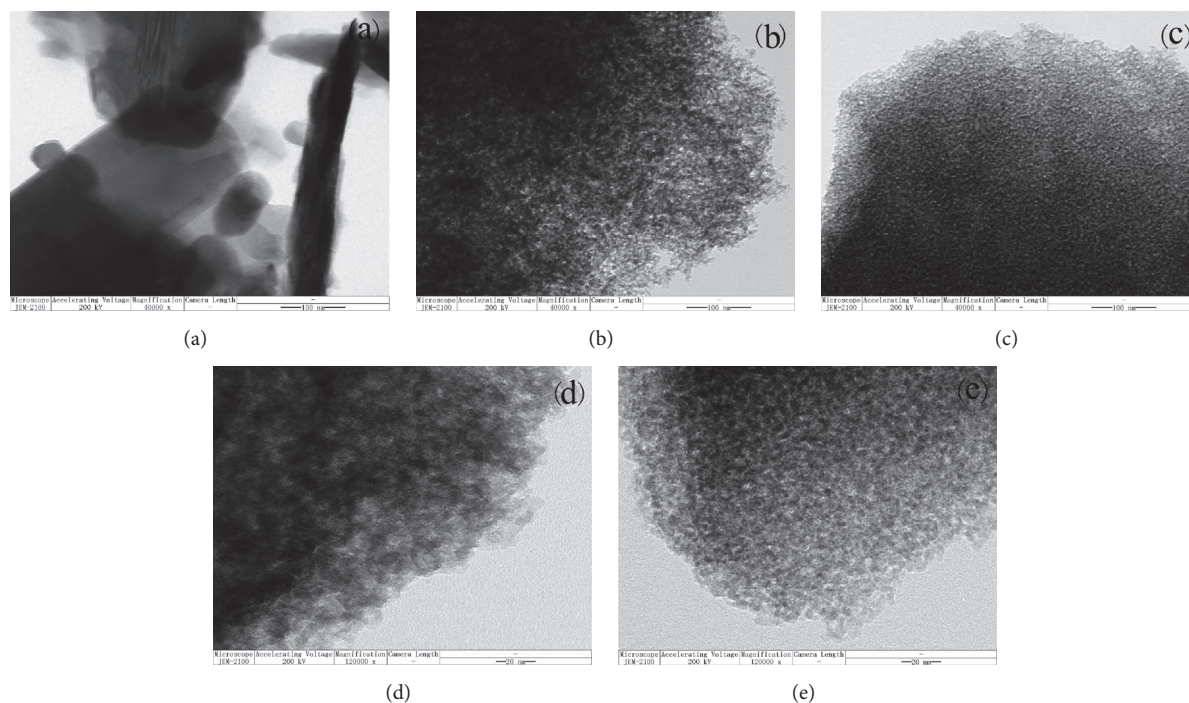 (a)
Microscope Accelerating Voltage Magnification Camera Length –
JEM-2100 200 kV 40000 x 100 nm
(a)
(b)
Microscope Accelerating Voltage Magnification Camera Length –
JEM-2100 200 kV 40000 x – 100 nm
(b)
(c)
Microscope Accelerating Voltage Magnification Camera Length –
JEM-2100 200 kV 40000 x – 100 nm
(c)
(d)
Microscope Accelerating Voltage Magnification Camera Length –
JEM-2100 200 kV 120000 x 20 nm
(d)
(e)
Microscope Accelerating Voltage Magnification Camera Length –
JEM-2100 200 kV 120000 x – 20 nm
(e)